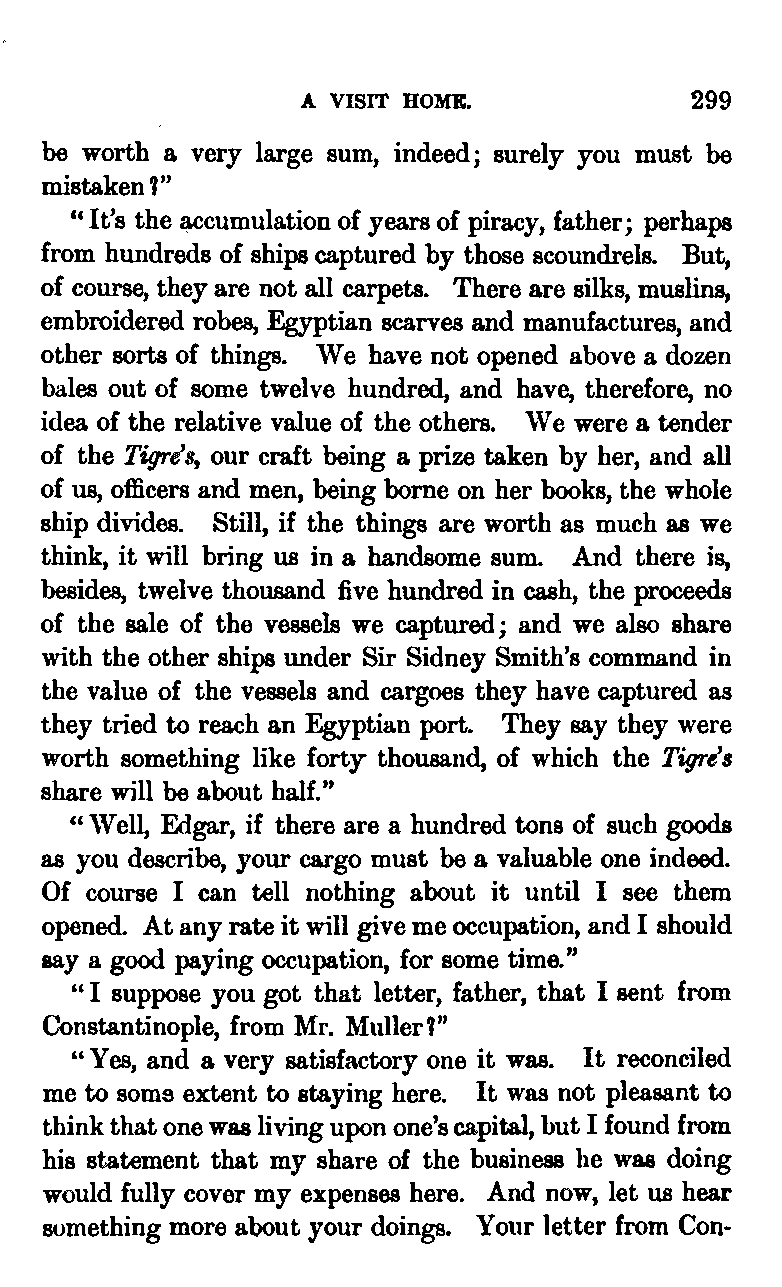 A VISIT HOME. 299
be worth a very large sum, indeed; surely you must be
mistaken?"
"It's the accumulation of years of piracy, father; perhaps
from hundreds of ships captured by those scoundrels. But,
of course, they are not all carpets. There are silks, muslins,
embroidered robes, Egyptian scarves and manufactures, and
other sorts of things. We have not opened above a dozen
bales out of some twelve hundred, and have, therefore, no
idea of the relative value of the others. We were a tender
of the Tigré's, our craft being a prize taken by her, and all
of us, officers and men, being borne on her books, the whole
ship divides. Still, if the things are worth as much as we
think, it will bring us in a handsome sum. And there is,
besides, twelve thousand five hundred in cash, the proceeds
of the sale of the vessels we captured; and we also share
with the other ships under Sir Sidney Smith's command in
the value of the vessels and cargoes they have captured as
they tried to reach an Egyptian port. They say they were
worth something like forty thousand, of which the Tigré's
share will be about half."
"Well, Edgar, if there are a hundred tons of such goods
as you describe, your cargo must be a valuable one indeed.
Of course I can tell nothing about it until I see them
opened. At any rate it will give me occupation, and I should
say a good paying occupation, for some time."
"I suppose you got that letter, father, that I sent from
Constantinople, from Mr. Muller?"
"Yes, and a very satisfactory one it was. It reconciled
me to some extent to staying here. It was not pleasant to
think that one was living upon one's capital, but I found from
his statement that my share of the business he was doing
would fully cover my expenses here. And now, let us hear
something more about your doings. Your letter from Con-